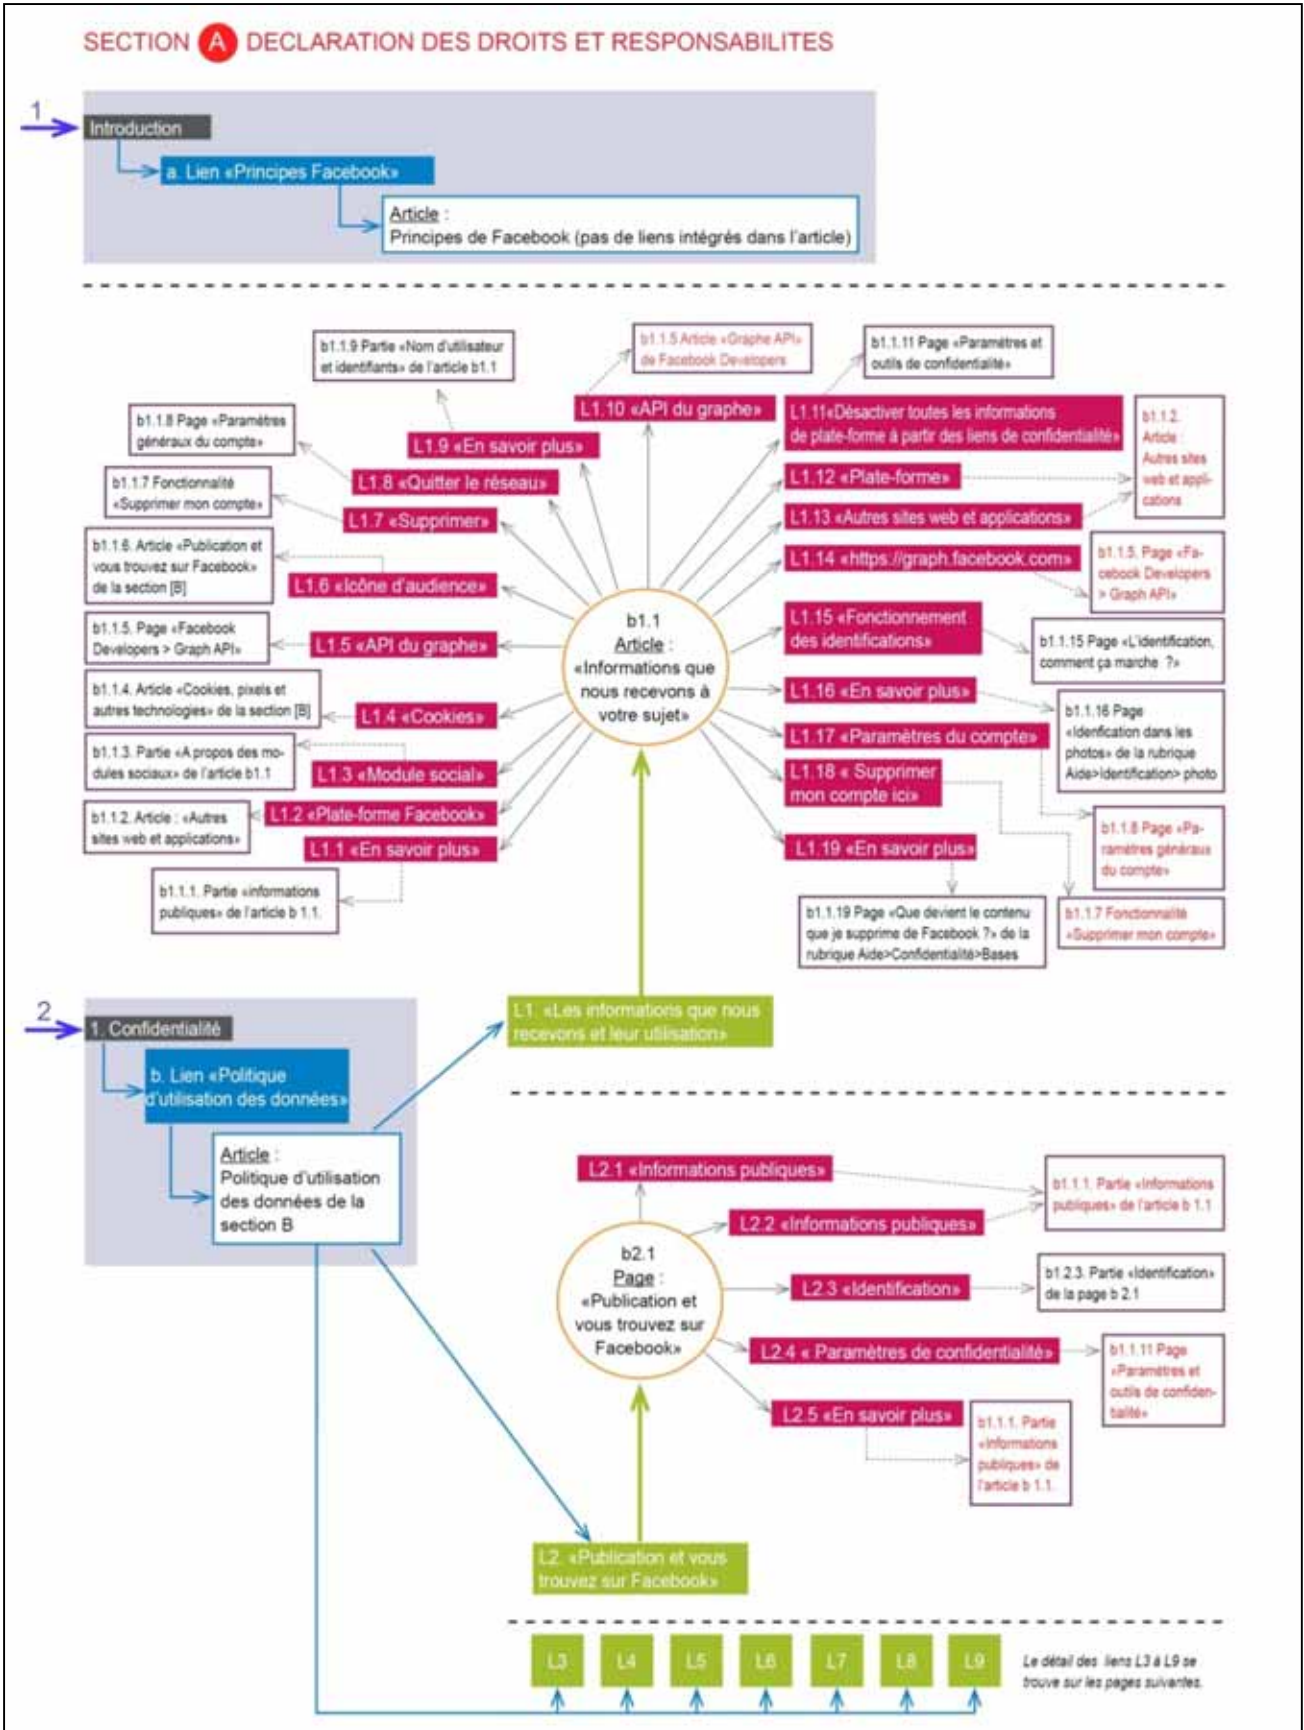 SECTION A DECLARATION DES DROITS ET RESPONSABILITES
1
Introduction
a. Lien «Principes Facebook»
Article :
Principes de Facebook (pas de liens intégrés dans l'article)
b1.1.9 Partie «Nom d'utilisateur
et identifiants» de l'article b1.1
b1.1.5 Article «Graphe API»
de Facebook Developers
b1.1.11 Page «Paramètres et
outils de confidentialité»
b1.1.8 Page «Paramètres
généraux du compte»
L1.10 «API du graphe»
L1.11«Désactiver toutes les informations
de plate-forme à partir des liens de confidentialité»
b1.1.2.
Article :
Autres sites
web et appli-
cations
L1.9 «En savoir plus»
L1.8 «Quitter le réseau»
L1.12 «Plate-forme»
b1.1.7 Fonctionnalité
«Supprimer mon compte»
L1.7 «Supprimer»
L1.13 «Autres sites web et applications»
b1.1.6. Article «Publication et
vous trouvez sur Facebook»
de la section [B]
L1.6 «Icône d'audience»
L1.14 «https://graph.facebook.com»
b1.1.5. Page «Fa-
cebook Developers
> Graph API»
b1.1
Article :
«Informations que
nous recevons à
votre sujet»
b1.1.5. Page «Facebook
Developers > Graph API»
L1.5 «API du graphe»
L1.15 «Fonctionnement
des identifications»
b1.1.15 Page «L'identification,
comment ça marche ?»
b1.1.4. Article «Cookies, pixels et
autres technologies» de la section [B]
L1.4 «Cookies»
L1.16 «En savoir plus»
b1.1.16 Page
«Idenfication dans les
photos» de la rubrique
Aide>Identification> photo
b1.1.3. Partie «A propos des mo-
dules sociaux» de l'article b1.1
L1.3 «Module social»
L1.17 «Paramètres du compte»
L1.18 « Supprimer
mon compte ici»
b1.1.2. Article : «Autres
sites web et applications»
L1.2 «Plate-forme Facebook»
L1.1 «En savoir plus»
L1.19 «En savoir plus»
b1.1.8 Page «Pa-
ramètres généraux
du compte»
b1.1.1. Partie «informations
publiques» de l'article b 1.1.
b1.1.19 Page «Que devient le contenu
que je supprime de Facebook ?» de la
rubrique Aide>Confidentialité>Bases
b1.1.7 Fonctionnalité
«Supprimer mon compte»
2
1. Confidentialité
b. Lien «Politique
d'utilisation des données»
Article :
Politique d'utilisation
des données de la
section B
L1. «Les informations que nous
recevons et leur utilisation»
L2.1 «Informations publiques»
b1.1.1. Partie «Informations
publiques» de l'article b 1.1
L2.2 «Informations publiques»
b2.1
Page :
«Publication et
vous trouvez sur
Facebook»
L2.3 «Identification»
b1.2.3. Partie «Identification»
de la page b 2.1
L2.4 « Paramètres de confidentialité»
b1.1.11 Page
«Paramètres et
outils de confiden-
tialité»
L2.5 «En savoir plus»
b1.1.1. Partie
«Informations
publiques» de
l'article b 1.1.
L2. «Publication et vous
trouvez sur Facebook»
L3 L4 L5 L6 L7 L8 L9
Le détail des liens L3 à L9 se
trouve sur les pages suivantes.